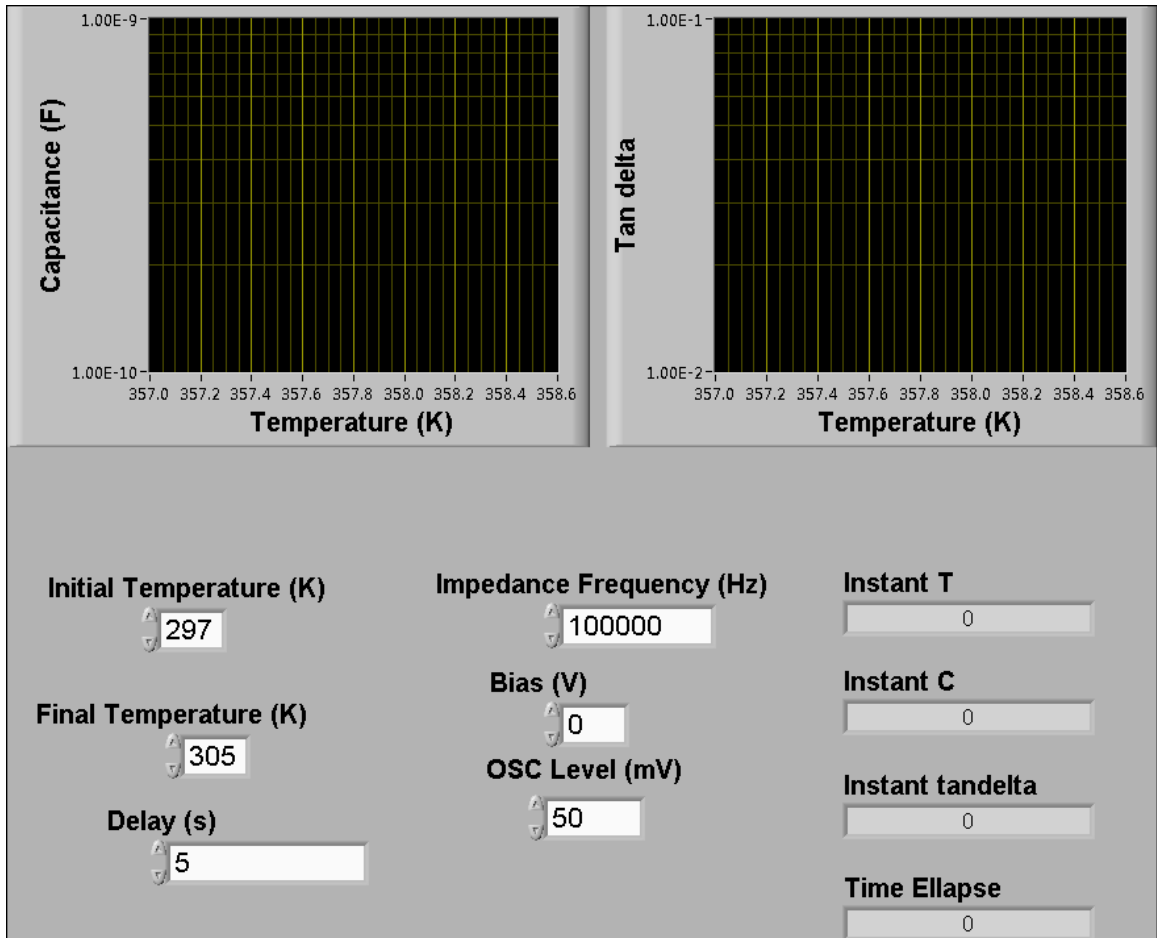 1.00E-9
Capacitance (F)
1.00E-10
357.0 357.2 357.4 357.6 357.8 358.0 358.2 358.4 358.6
Temperature (K)
1.00E-1
Tan delta
1.00E-2
357.0 357.2 357.4 357.6 357.8 358.0 358.2 358.4 358.6
Temperature (K)
Initial Temperature (K)
297
Final Temperature (K)
305
Delay (s)
5
Impedance Frequency (Hz)
100000
Bias (V)
0
OSC Level (mV)
50
Instant T
0
Instant C
0
Instant tandelta
0
Time Ellapse
0